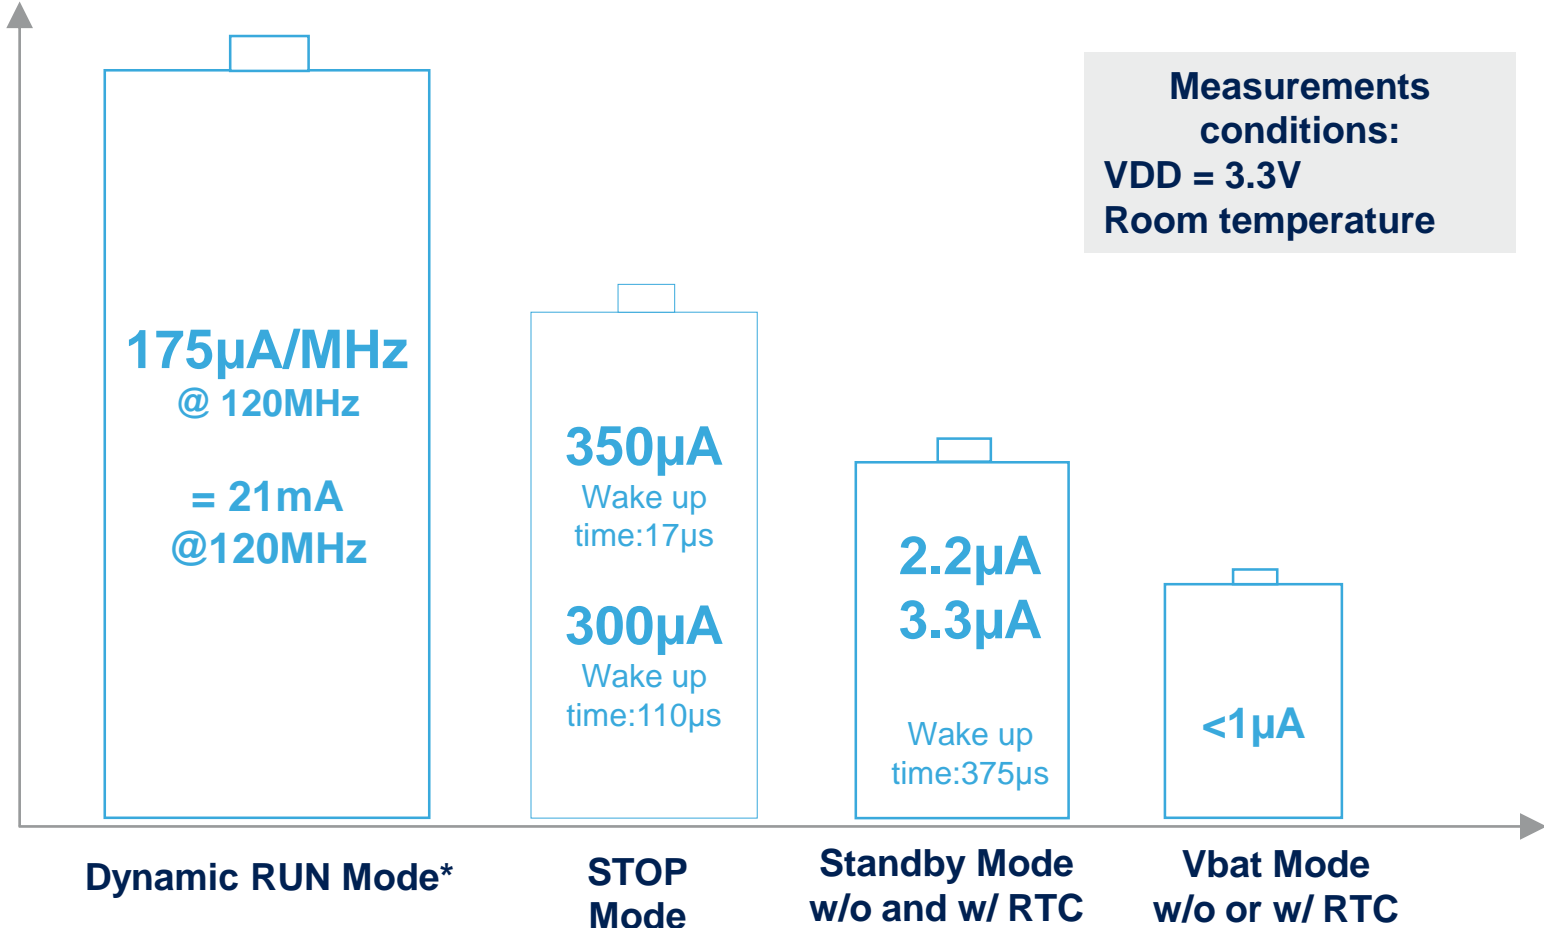 Measurements
conditions:
VDD = 3.3V
Room temperature
175µA/MHz
@ 120MHz
= 21mA
@120MHz
350µA
Wake up
time:17µs
300µA
Wake up
time:110µs
2.2µA
3.3µA
Wake up
time:375µs
<1µA
Dynamic RUN Mode*
STOP
Mode
Standby Mode
w/o and w/ RTC
Vbat Mode
w/o or w/ RTC